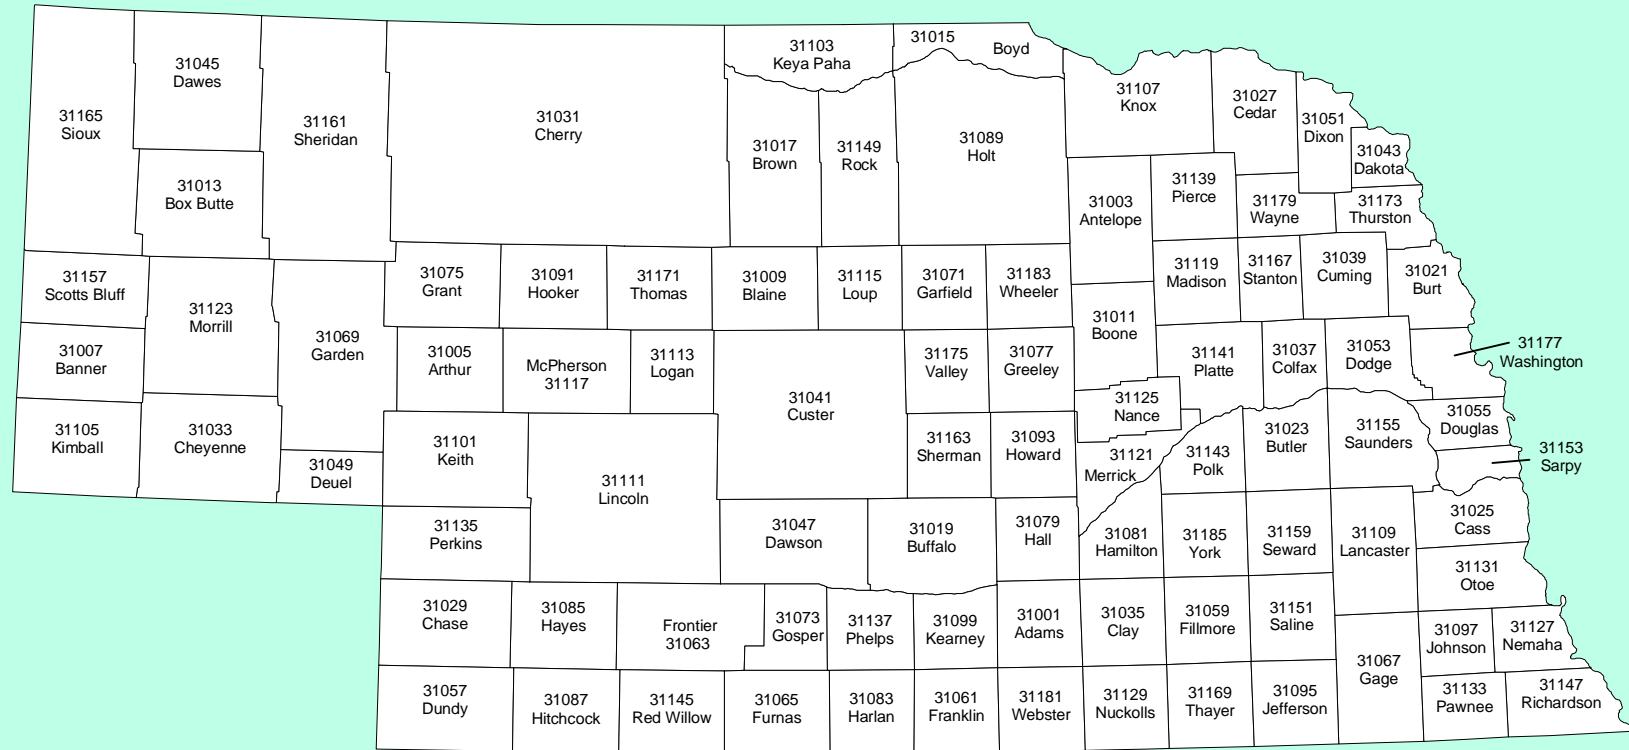 31165
Sioux
31045
Dawes
31013
Box Butte
31161
Sheridan
31031
Cherry
31103
Keya Paha
31015
Boyd
31017
Brown
31149
Rock
31089
Holt
31107
Knox
31027
Cedar
31051
Dixon
31043
Dakota
31003
Antelope
31139
Pierce
31179
Wayne
31173
Thurston
31157
Scotts Bluff
31123
Morrill
31069
Garden
31075
Grant
31091
Hooker
31171
Thomas
31009
Blaine
31115
Loup
31071
Garfield
31183
Wheeler
31011
Boone
31119
Madison
31167
Stanton
31039
Cuming
31021
Burt
31007
Banner
31005
Arthur
McPherson
31117
31113
Logan
31041
Custer
31175
Valley
31077
Greeley
31125
Nance
31141
Platte
31037
Colfax
31053
Dodge
31177
Washington
31105
Kimball
31033
Cheyenne
31049
Deuel
31101
Keith
31111
Lincoln
31163
Sherman
31093
Howard
31121
Merrick
31143
Polk
31023
Butler
31155
Saunders
31055
Douglas
31153
Sarpy
31135
Perkins
31047
Dawson
31019
Buffalo
31079
Hall
31081
Hamilton
31185
York
31159
Seward
31109
Lancaster
31025
Cass
31131
Otoe
31029
Chase
31085
Hayes
Frontier
31063
31073
Gosper
31137
Phelps
31099
Kearney
31001
Adams
31035
Clay
31059
Fillmore
31151
Saline
31067
Gage
31097
Johnson
31127
Nemaha
31057
Dundy
31087
Hitchcock
31145
Red Willow
31065
Furnas
31083
Harlan
31061
Franklin
31181
Webster
31129
Nuckolls
31169
Thayer
31095
Jefferson
31133
Pawnee
31147
Richardson